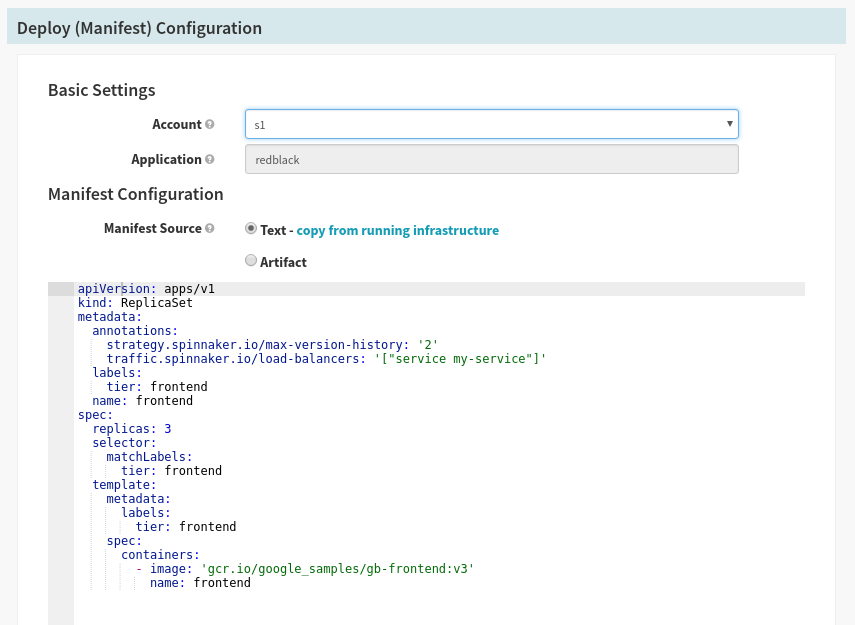 Deploy (Manifest) Configuration
Basic Settings
Account
s1
Application
redblack
Manifest Configuration
Manifest Source
Text - copy from running infrastructure
Artifact
apiVersion: apps/v1
kind: ReplicaSet
metadata:
  annotations:
    strategy.spinnaker.io/max-version-history: '2'
    traffic.spinnaker.io/load-balancers: '["service my-service"]'
  labels:
    tier: frontend
  name: frontend
spec:
  replicas: 3
  selector:
    matchLabels:
      tier: frontend
  template:
    metadata:
      labels:
        tier: frontend
    spec:
      containers:
        - image: 'gcr.io/google_samples/gb-frontend:v3'
          name: frontend